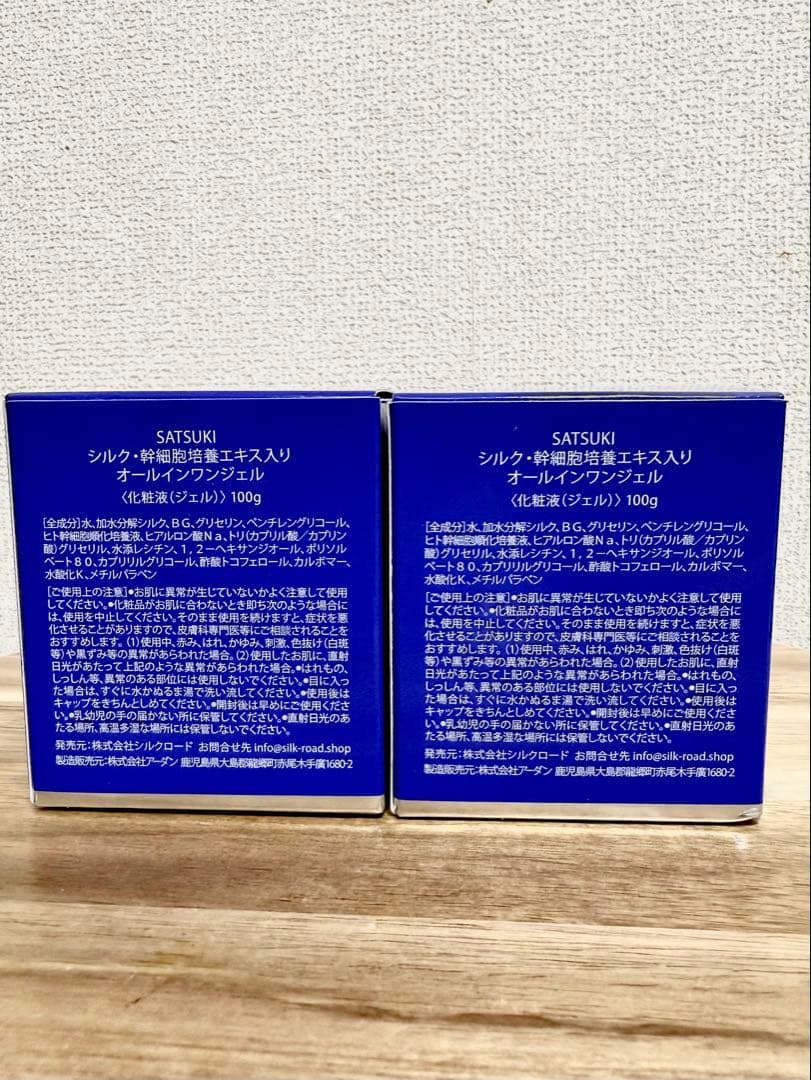 SATSUKI
シルク・幹細胞培養エキス入り
オールインワンジェル
〈化粧液（ジェル）〉100g
[全成分]水、加水分解シルク、ＢＧ、グリセリン、ペンチレングリコール、
ヒト幹細胞順化培養液、ヒアルロン酸Ｎａ、トリ(カプリル酸／カプリン
酸)グリセリル、水添レシチン、１，２ーヘキサンジオール、ポリソル
ベート８０、カプリリルグリコール、酢酸トコフェロール、カルボマー、
水酸化Ｋ、メチルパラベン
[ご使用上の注意]●お肌に異常が生じていないかよく注意して使用
してください。●化粧品がお肌に合わないとき即ち次のような場合に
は、使用を中止してください。そのまま使用を続けますと、症状を悪
化させることがありますので、皮膚科専門医等にご相談されることを
おすすめします。(1)使用中、赤み、はれ、かゆみ、刺激、色抜け(白斑
等)や黒ずみ等の異常があらわれた場合。(2)使用したお肌に、直射
日光があたって上記のような異常があらわれた場合。●はれもの、
しっしん等、異常のある部位には使用しないでください。●目に入っ
た場合は、すぐに水かぬるま湯で洗い流してください。●使用後は
キャップをきちんとしめてください。●開封後は早めにご使用くださ
い。●乳幼児の手の届かない所に保管してください。●直射日光のあ
たる場所、高温多湿な場所には保管しないでください。
発売元：株式会社シルクロード お問合せ先 info@silk-road.shop
製造販売元：株式会社アーダン 鹿児島県大島郡龍郷町赤尾木手廣1680-2
SATSUKI
シルク・幹細胞培養エキス入り
オールインワンジェル
〈化粧液（ジェル）〉100g
[全成分]水、加水分解シルク、ＢＧ、グリセリン、ペンチレングリコール、
ヒト幹細胞順化培養液、ヒアルロン酸Ｎａ、トリ(カプリル酸／カプリン
酸)グリセリル、水添レシチン、１，２ーヘキサンジオール、ポリソル
ベート８０、カプリリルグリコール、酢酸トコフェロール、カルボマー、
水酸化Ｋ、メチルパラベン
[ご使用上の注意]●お肌に異常が生じていないかよく注意して使用
してください。●化粧品がお肌に合わないとき即ち次のような場合に
は、使用を中止してください。そのまま使用を続けますと、症状を悪
化させることがありますので、皮膚科専門医等にご相談されることを
おすすめします。(1)使用中、赤み、はれ、かゆみ、刺激、色抜け(白斑
等)や黒ずみ等の異常があらわれた場合。(2)使用したお肌に、直射
日光があたって上記のような異常があらわれた場合。●はれもの、
しっしん等、異常のある部位には使用しないでください。●目に入っ
た場合は、すぐに水かぬるま湯で洗い流してください。●使用後は
キャップをきちんとしめてください。●開封後は早めにご使用くださ
い。●乳幼児の手の届かない所に保管してください。●直射日光のあ
たる場所、高温多湿な場所には保管しないでください。
発売元：株式会社シルクロード お問合せ先 info@silk-road.shop
製造販売元：株式会社アーダン 鹿児島県大島郡龍郷町赤尾木手廣1680-2